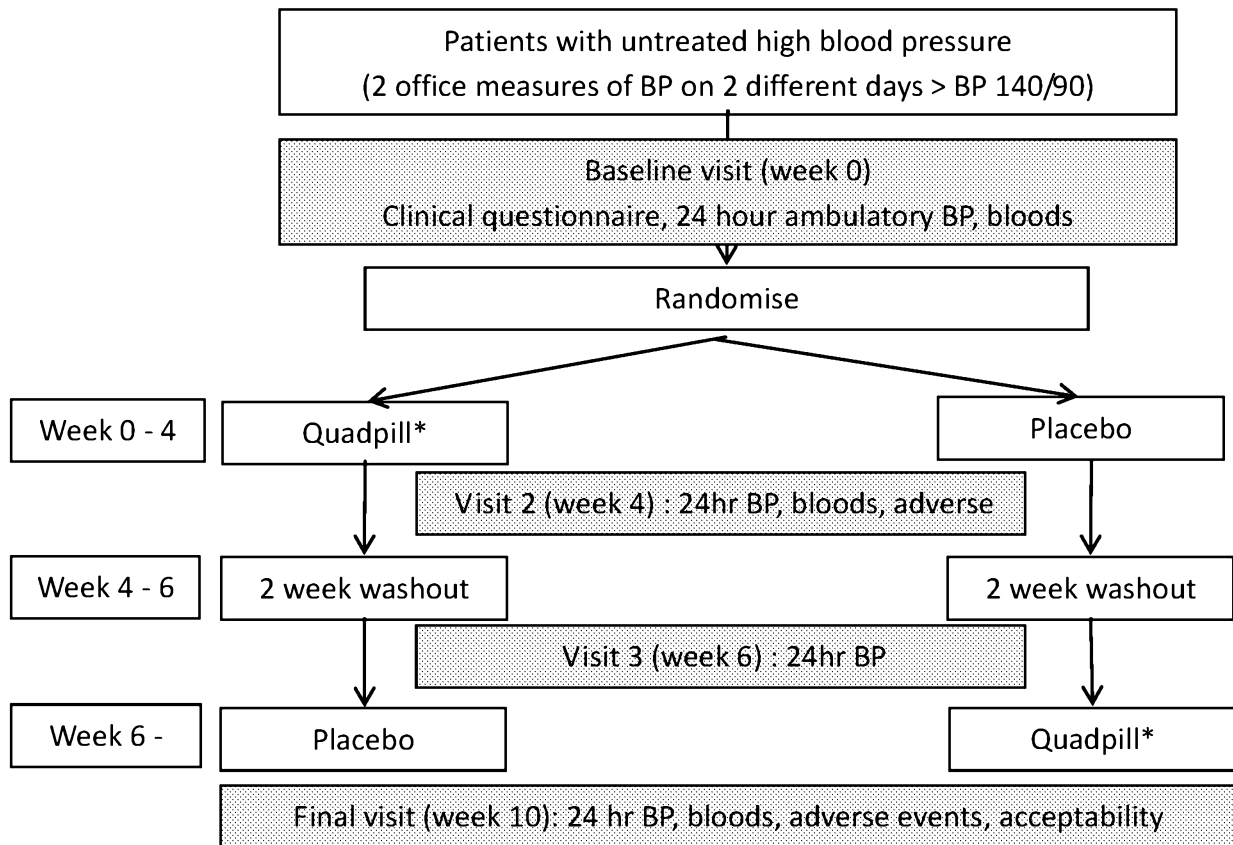 Patients with untreated high blood pressure
(2 office measures of BP on 2 different days > BP 140/90)
Baseline visit (week 0)
Clinical questionnaire, 24 hour ambulatory BP, bloods
Randomise
Week 0 - 4
Quadpill*
Placebo
Visit 2 (week 4) : 24hr BP, bloods, adverse
Week 4 - 6
2 week washout
2 week washout
Visit 3 (week 6) : 24hr BP
Week 6 -
Placebo
Quadpill*
Final visit (week 10): 24 hr BP, bloods, adverse events, acceptability